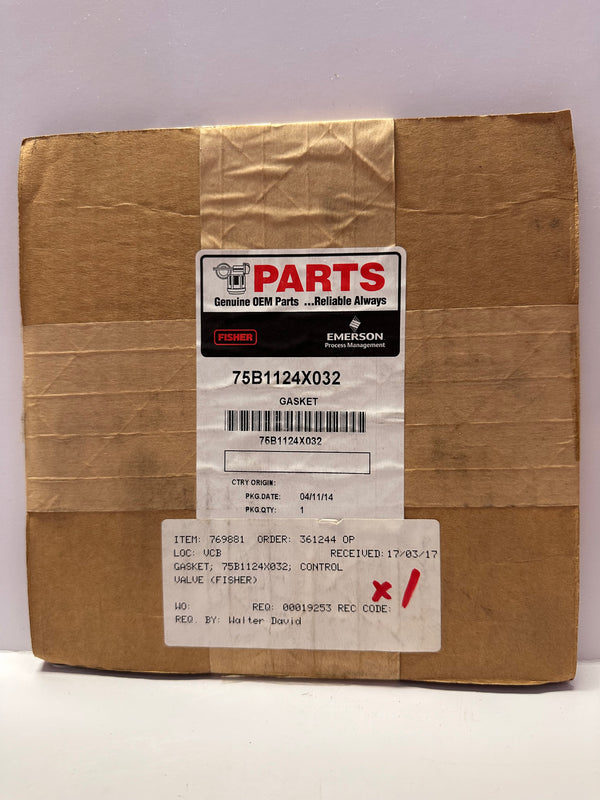 PARTS
Genuine OEM Parts ...Reliable Always
FISHER
EMERSON
Process Management
75B1124X032
GASKET
75B1124X032
CTRY ORIGIN:
PKG.DATE: 04/11/14
PKG.QTY: 1
ITEM: 769881 ORDER: 361244 OP
LOC: VCB RECEIVED: 17/03/17
GASKET; 75B1124X032; CONTROL
VALVE (FISHER)
x1
WO: REQ: 00019253 REC CODE:
REQ. BY: Walter David